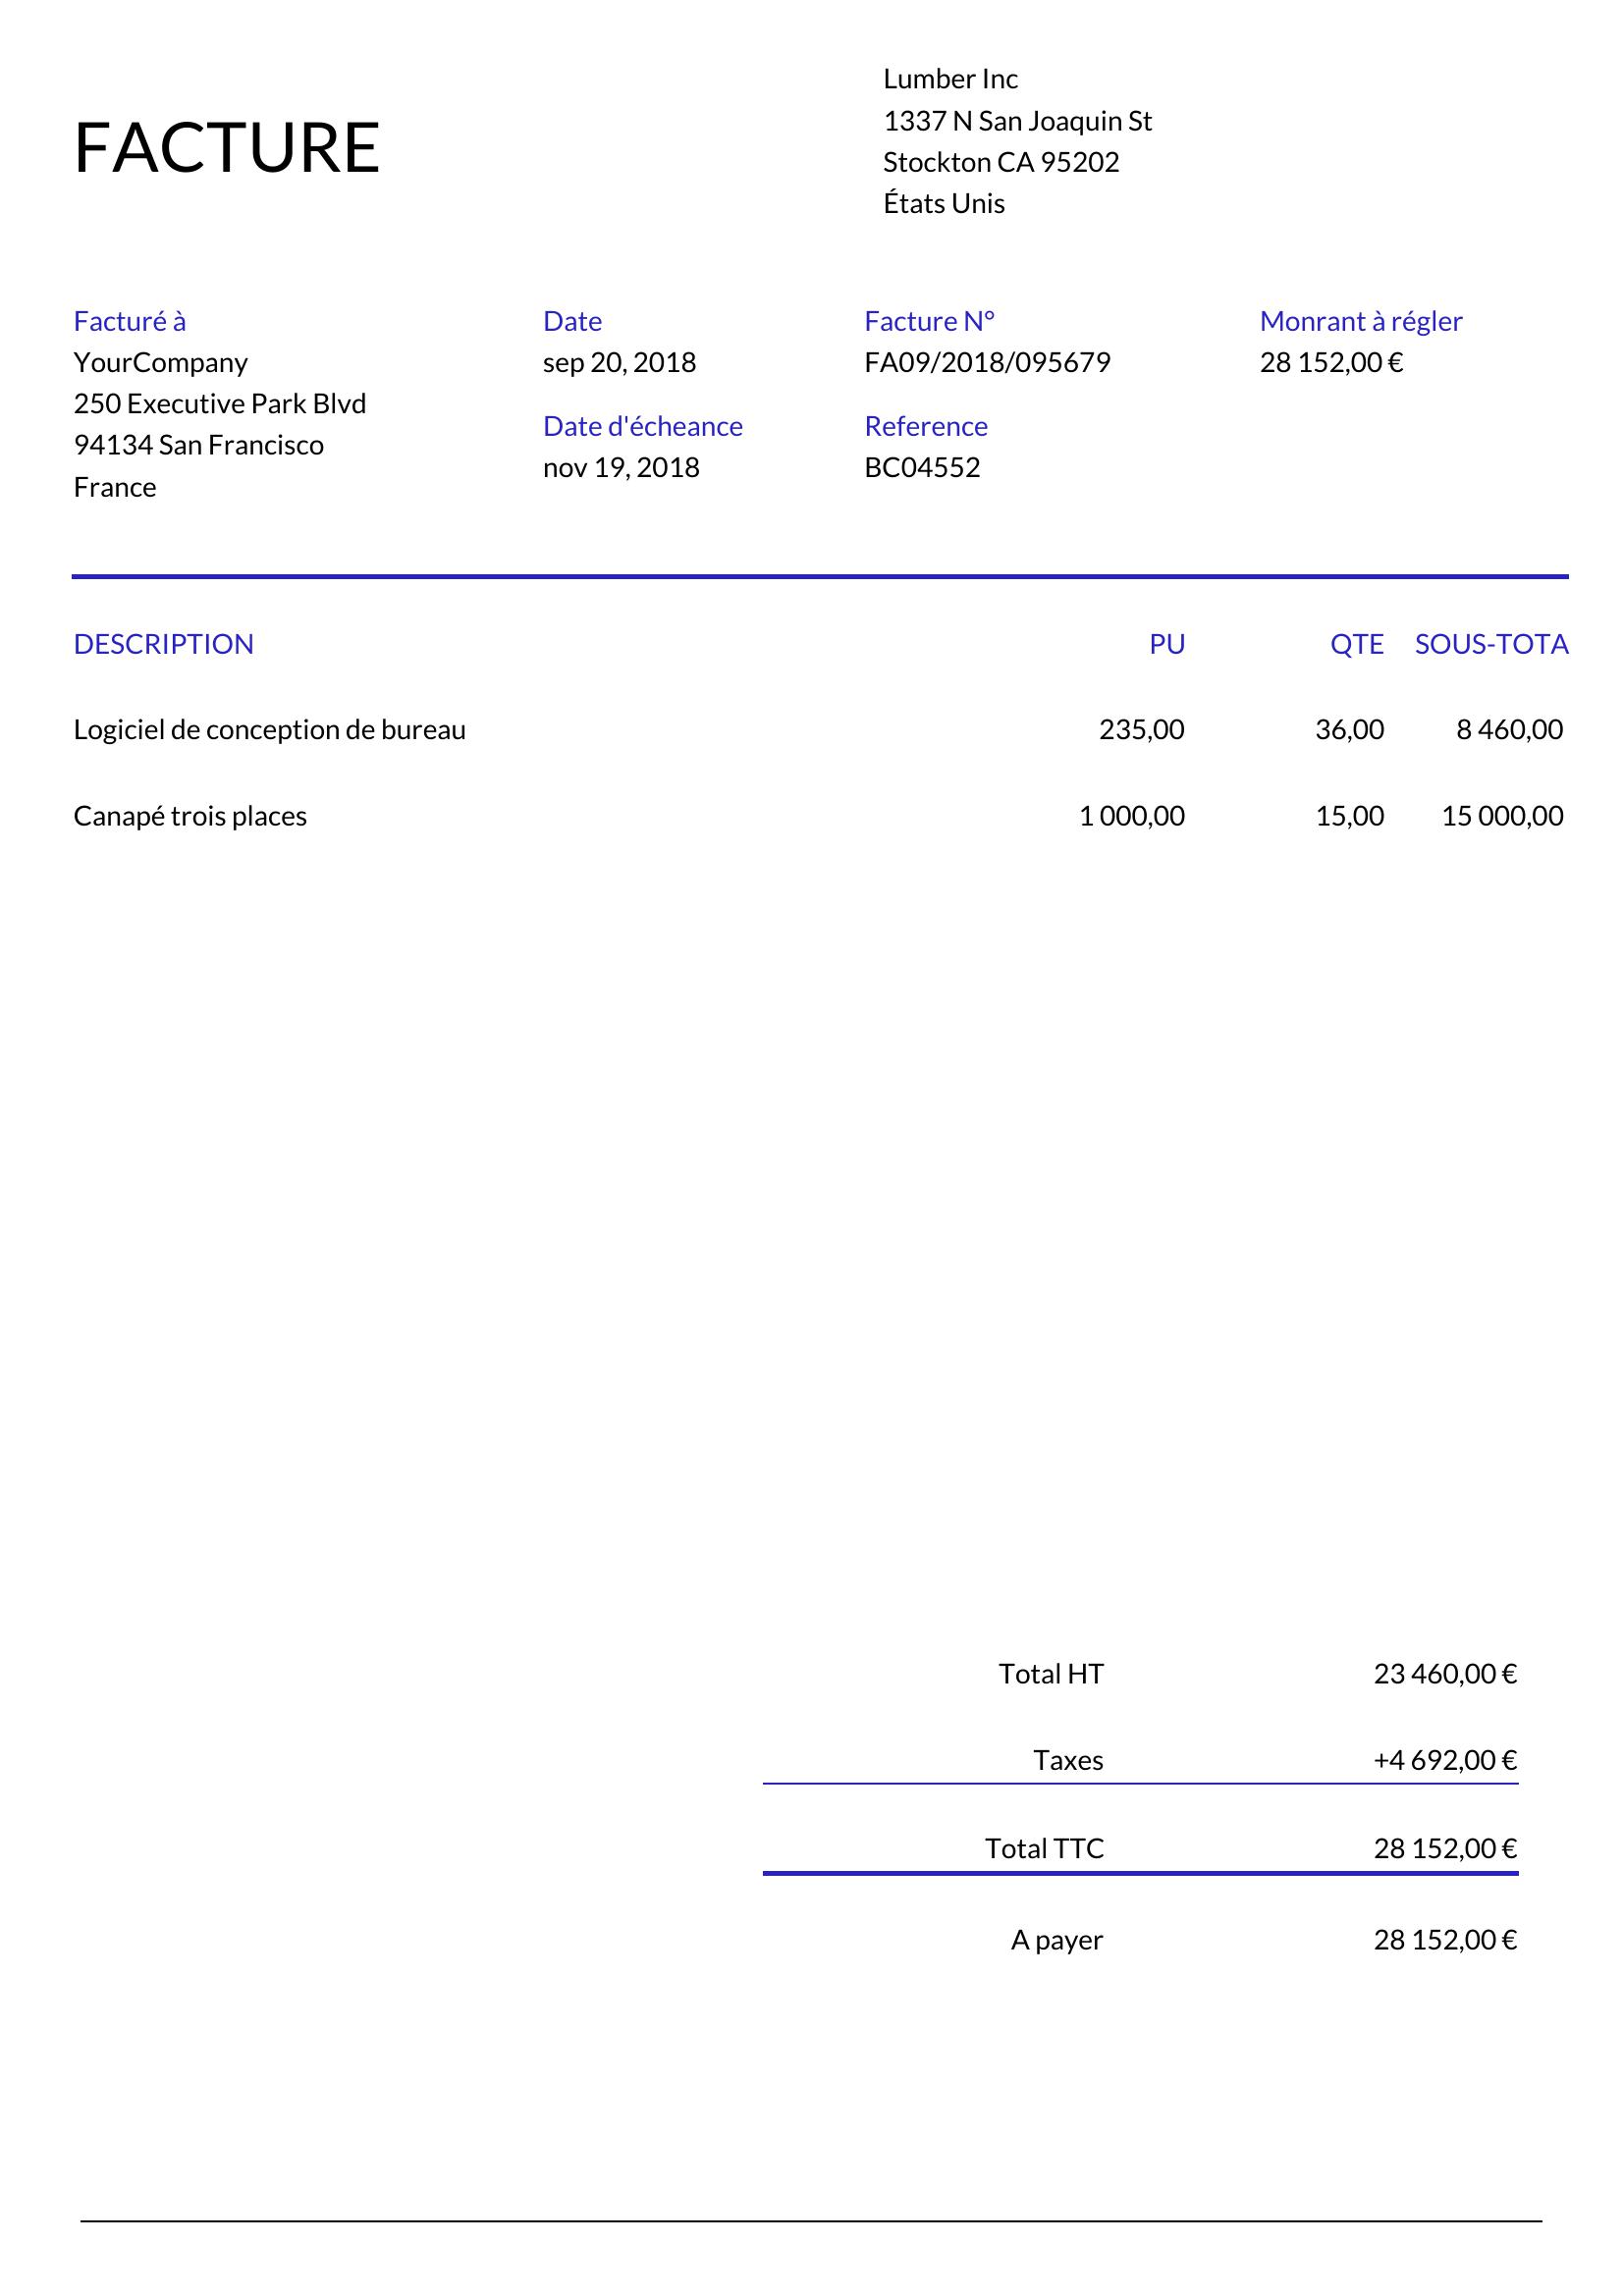 Lumber Inc
1337 N San Joaquin St
Stockton CA 95202
États Unis
FACTURE
Facturé à
YourCompany
250 Executive Park Blvd
94134 San Francisco
France
Date
sep 20, 2018
Date d'écheance
nov 19, 2018
Facture N°
FA09/2018/095679
Reference
BC04552
Monrant à régler
28 152,00 €
DESCRIPTION PU QTE SOUS-TOTA
Logiciel de conception de bureau 235,00 36,00 8 460,00
Canapé trois places 1 000,00 15,00 15 000,00
Total HT 23 460,00 €
Taxes +4 692,00 €
Total TTC 28 152,00 €
A payer 28 152,00 €